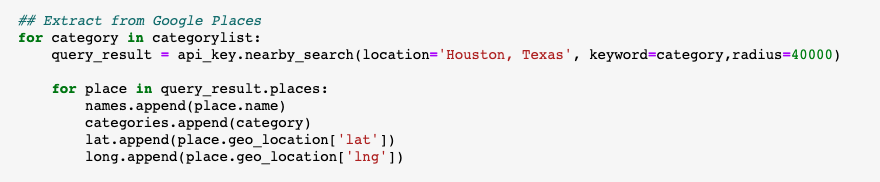 ## Extract from Google Places
for category in categorylist:
    query_result = api_key.nearby_search(location='Houston, Texas', keyword=category,radius=40000)
    for place in query_result.places:
        names.append(place.name)
        categories.append(category)
        lat.append(place.geo_location['lat'])
        long.append(place.geo_location['lng'])